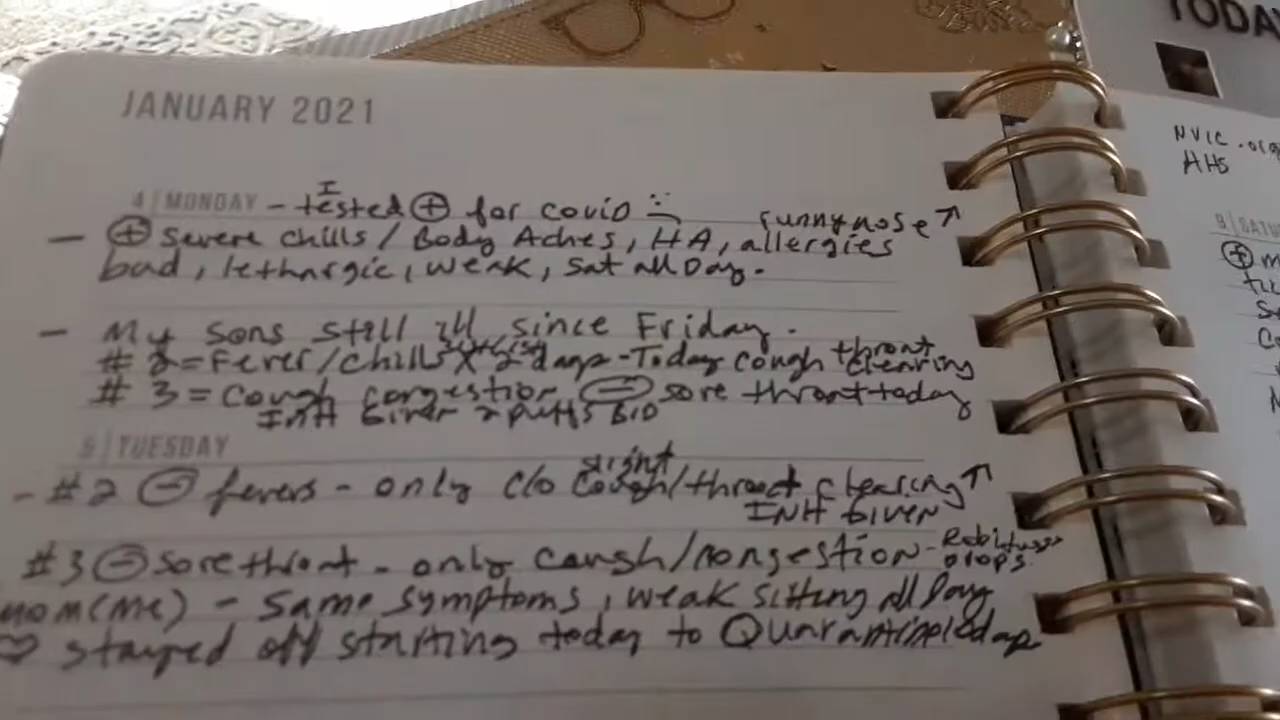 TODAY
JANUARY 2021
4 | MONDAY - I tested ⊕ for covid
runny nose ↗
- ⊕ Severe chills / Body Aches, HA, allergies
bad, lethargic, weak, sat all Day.
- My sons still ill since Friday.
# 2 = Fever/chills X 2 days - Today cough throat clearing
# 3 = cough congestion ⊖ sore throat today
INH Given 2 puffs BID
5 | TUESDAY
- #2 ⊖ fevers - only c/o slight cough/throat clearing ↗
INH GIVEN
#3 ⊖ sore throat - only cough/congestion - Robitussin drops
mom(me) - same symptoms, weak sitting all Day
♡ stayed off starting today to Quarantine
NVIC.org
HHS
9 | SATU